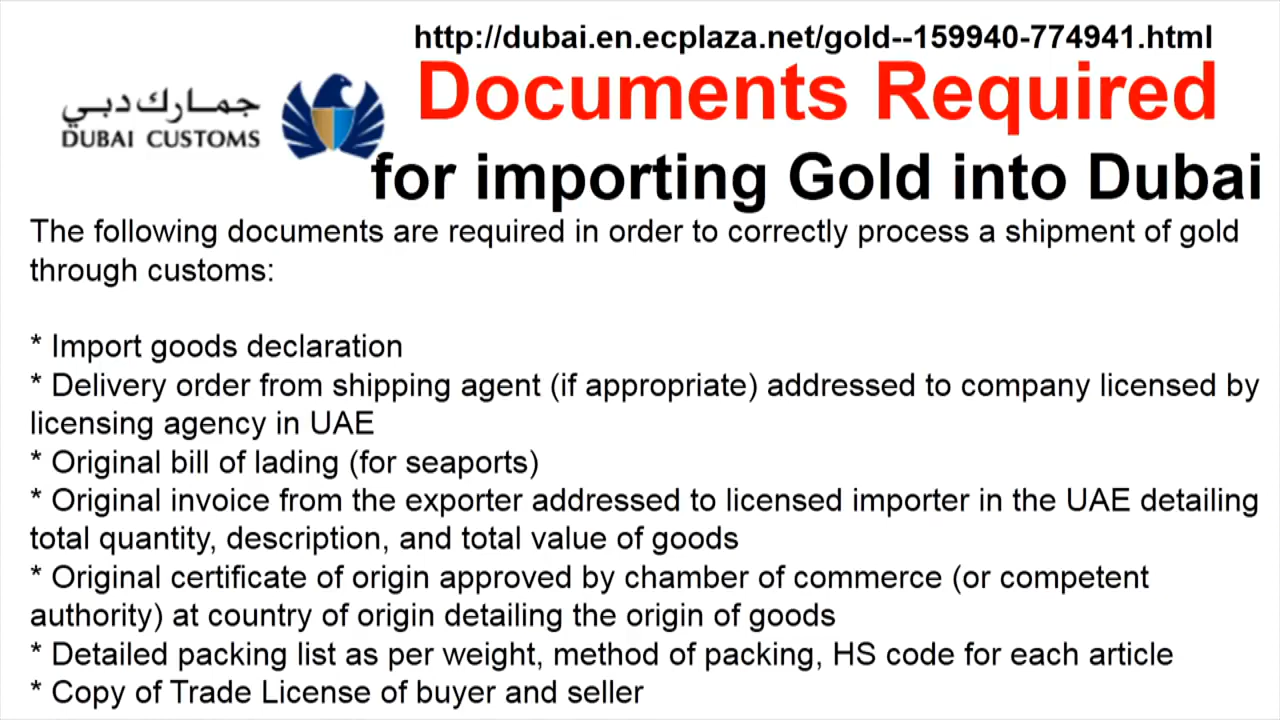 http://dubai.en.ecplaza.net/gold--159940-774941.html
Documents Required
جمارك دبي
DUBAI CUSTOMS
for importing Gold into Dubai
The following documents are required in order to correctly process a shipment of gold
through customs:
* Import goods declaration
* Delivery order from shipping agent (if appropriate) addressed to company licensed by
licensing agency in UAE
* Original bill of lading (for seaports)
* Original invoice from the exporter addressed to licensed importer in the UAE detailing
total quantity, description, and total value of goods
* Original certificate of origin approved by chamber of commerce (or competent
authority) at country of origin detailing the origin of goods
* Detailed packing list as per weight, method of packing, HS code for each article
* Copy of Trade License of buyer and seller